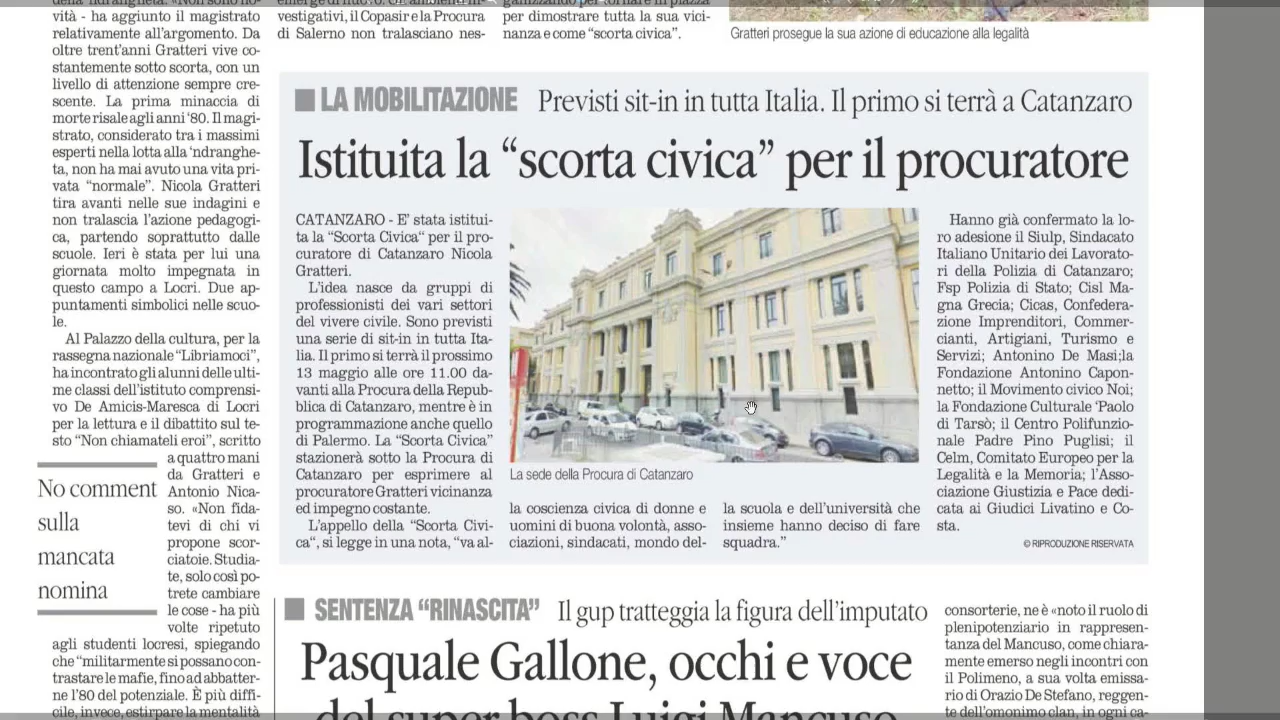 vità - ha aggiunto il magistrato
relativamente all'argomento. Da
oltre trent'anni Gratteri vive co-
stantemente sotto scorta, con un
livello di attenzione sempre cre-
scente. La prima minaccia di
morte risale agli anni '80. Il magi-
strato, considerato tra i massimi
esperti nella lotta alla 'ndranghe-
ta, non ha mai avuto una vita pri-
vata "normale". Nicola Gratteri
tira avanti nelle sue indagini e
non tralascia l'azione pedagogi-
ca, partendo soprattutto dalle
scuole. Ieri è stata per lui una
giornata molto impegnata in
questo campo a Locri. Due ap-
puntamenti simbolici nelle scuo-
le.
Al Palazzo della cultura, per la
rassegna nazionale "Libriamoci",
ha incontrato gli alunni delle ulti-
me classi dell'istituto comprensi-
vo De Amicis-Maresca di Locri
per la lettura e il dibattito sul te-
sto "Non chiamateli eroi", scritto
a quattro mani
da Gratteri e
Antonio Nica-
so. «Non fida-
tevi di chi vi
propone scor-
ciatoie. Studia-
te, solo così po-
trete cambiare
le cose - ha più
volte ripetuto
agli studenti locresi, spiegando
che "militarmente si possano con-
trastare le mafie, fino ad abbatter-
ne l'80 del potenziale. È più diffi-
cile, invece, estirpare la mentalità
No comment
sulla
mancata
nomina
vestigativi, il Copasir e la Procura
di Salerno non tralasciano nes-
per dimostrare tutta la sua vici-
nanza e come "scorta civica".
Gratteri prosegue la sua azione di educazione alla legalità
LA MOBILITAZIONE Previsti sit-in in tutta Italia. Il primo si terrà a Catanzaro
Istituita la "scorta civica" per il procuratore
CATANZARO - E' stata istitui-
ta la "Scorta Civica" per il pro-
curatore di Catanzaro Nicola
Gratteri.
L'idea nasce da gruppi di
professionisti dei vari settori
del vivere civile. Sono previsti
una serie di sit-in in tutta Ita-
lia. Il primo si terrà il prossimo
13 maggio alle ore 11.00 da-
vanti alla Procura della Repub-
blica di Catanzaro, mentre è in
programmazione anche quello
di Palermo. La "Scorta Civica"
stazionerà sotto la Procura di
Catanzaro per esprimere al
procuratore Gratteri vicinanza
ed impegno costante.
L'appello della "Scorta Civi-
ca", si legge in una nota, "va al-
La sede della Procura di Catanzaro
la coscienza civica di donne e
uomini di buona volontà, asso-
ciazioni, sindacati, mondo del-
la scuola e dell'università che
insieme hanno deciso di fare
squadra."
Hanno già confermato la lo-
ro adesione il Siulp, Sindacato
Italiano Unitario dei Lavorato-
ri della Polizia di Catanzaro;
Fsp Polizia di Stato; Cisl Ma-
gna Grecia; Cicas, Confedera-
zione Imprenditori, Commer-
cianti, Artigiani, Turismo e
Servizi; Antonino De Masi;la
Fondazione Antonino Capon-
netto; il Movimento civico Noi;
la Fondazione Culturale 'Paolo
di Tarsò; il Centro Polifunzio-
nale Padre Pino Puglisi; il
Celm, Comitato Europeo per la
Legalità e la Memoria; l'Asso-
ciazione Giustizia e Pace dedi-
cata ai Giudici Livatino e Co-
sta.
© RIPRODUZIONE RISERVATA
SENTENZA "RINASCITA" Il gup tratteggia la figura dell'imputato
Pasquale Gallone, occhi e voce
del super boss Luigi Mancuso
consorterie, ne è «noto il ruolo di
plenipotenziario in rappresen-
tanza del Mancuso, come chiara-
mente emerso negli incontri con
il Polimeno, a sua volta emissa-
rio di Orazio De Stefano, reggen-
te dell'omonimo clan, in ogni ca-